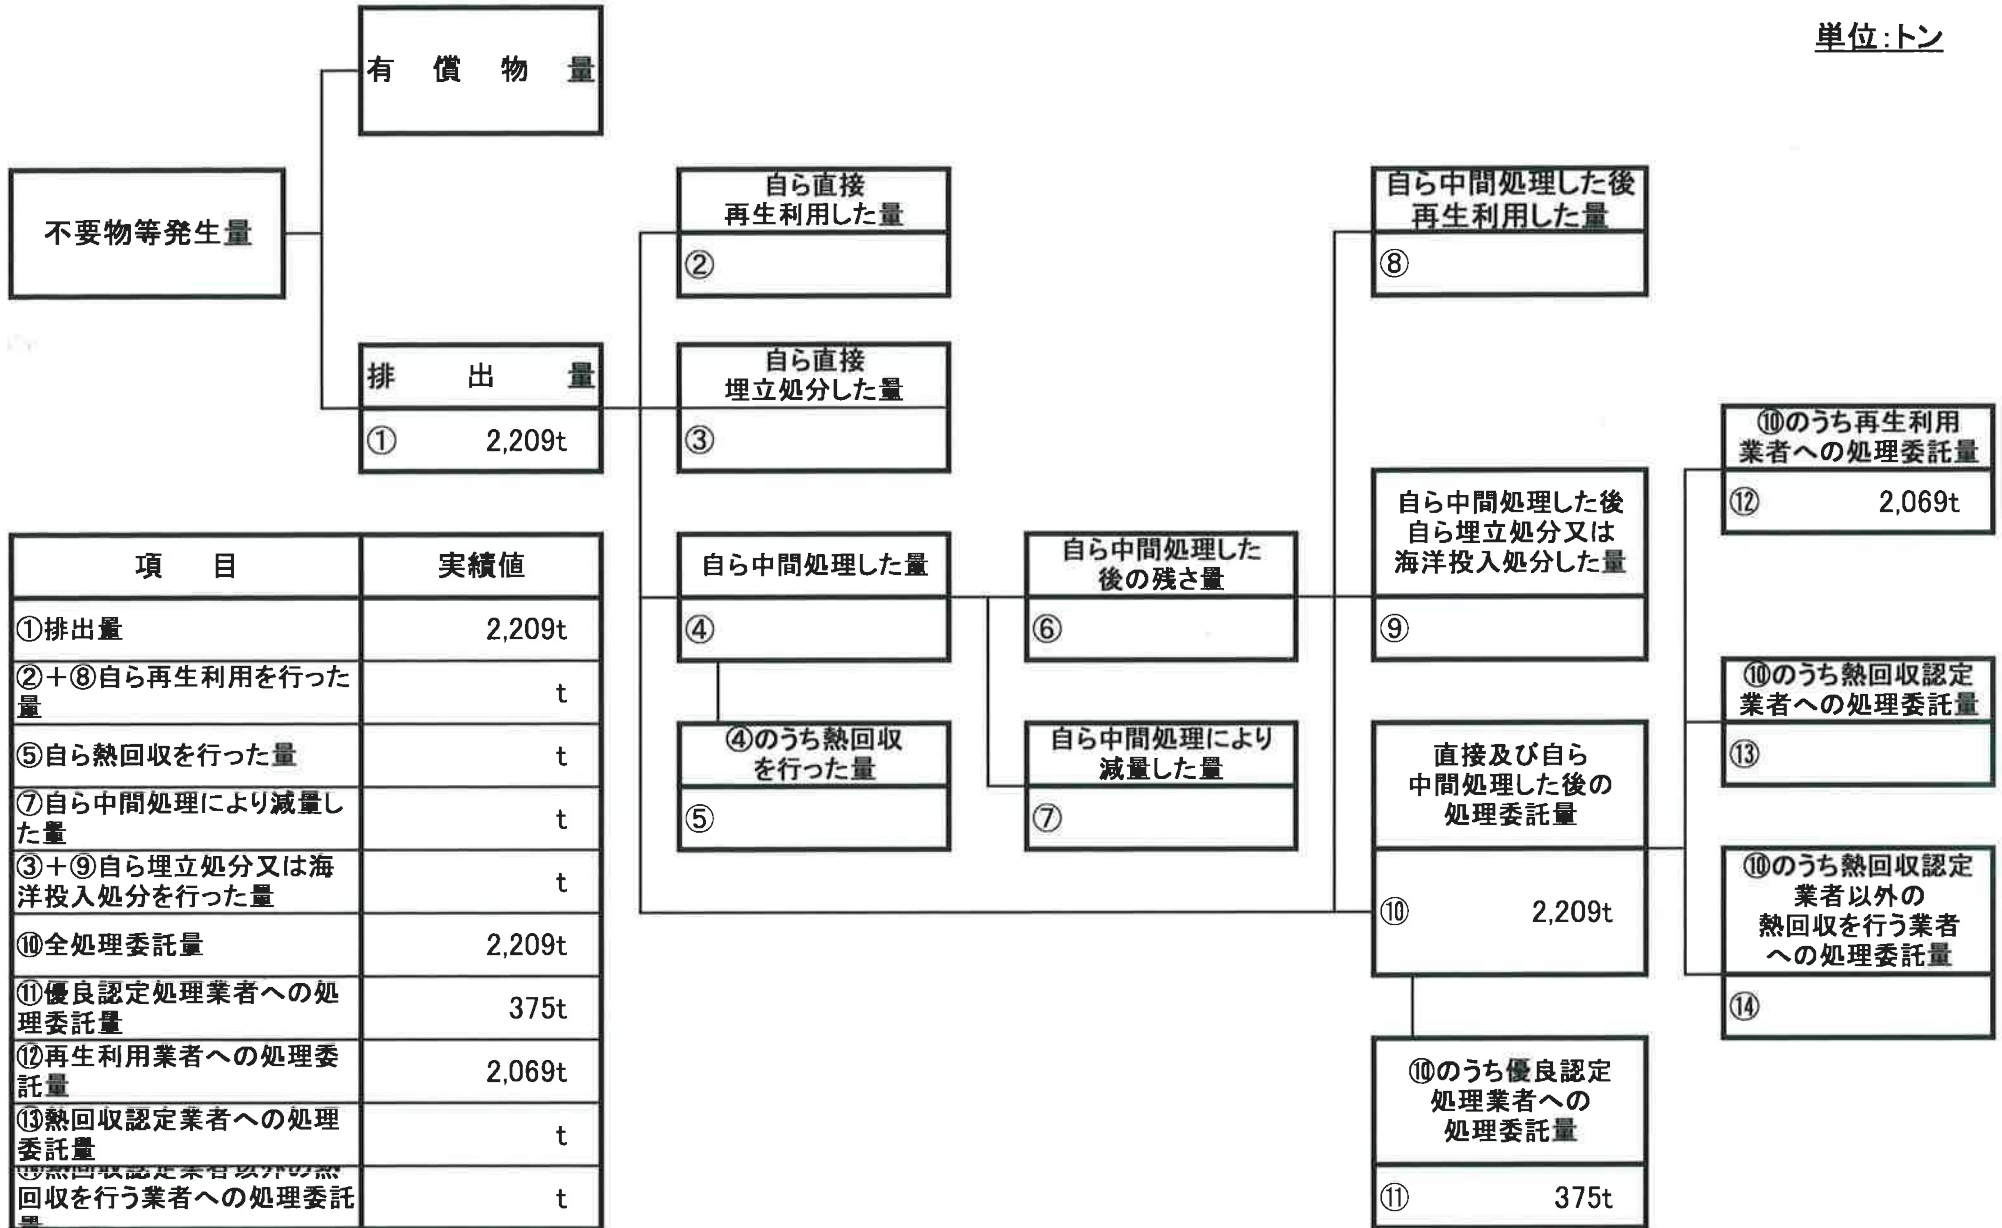 単位:トン
有償物量
不要物等発生量
排出量
① 2,209t
自ら直接
再生利用した量
②
自ら直接
埋立処分した量
③
自ら中間処理した量
④
④のうち熱回収
を行った量
⑤
自ら中間処理した
後の残さ量
⑥
自ら中間処理により
減量した量
⑦
自ら中間処理した後
再生利用した量
⑧
自ら中間処理した後
自ら埋立処分又は
海洋投入処分した量
⑨
直接及び自ら
中間処理した後の
処理委託量
⑩ 2,209t
⑩のうち優良認定
処理業者への
処理委託量
⑪ 375t
⑩のうち再生利用
業者への処理委託量
⑫ 2,069t
⑩のうち熱回収認定
業者への処理委託量
⑬
⑩のうち熱回収認定
業者以外の
熱回収を行う業者
への処理委託量
⑭
項目 実績値
①排出量 2,209t
②+⑧自ら再生利用を行った
量 t
⑤自ら熱回収を行った量 t
⑦自ら中間処理により減量し
た量 t
③+⑨自ら埋立処分又は海
洋投入処分を行った量 t
⑩全処理委託量 2,209t
⑪優良認定処理業者への処
理委託量 375t
⑫再生利用業者への処理委
託量 2,069t
⑬熱回収認定業者への処理
委託量 t
⑭熱回収認定業者以外の熱
回収を行う業者への処理委託
量 t